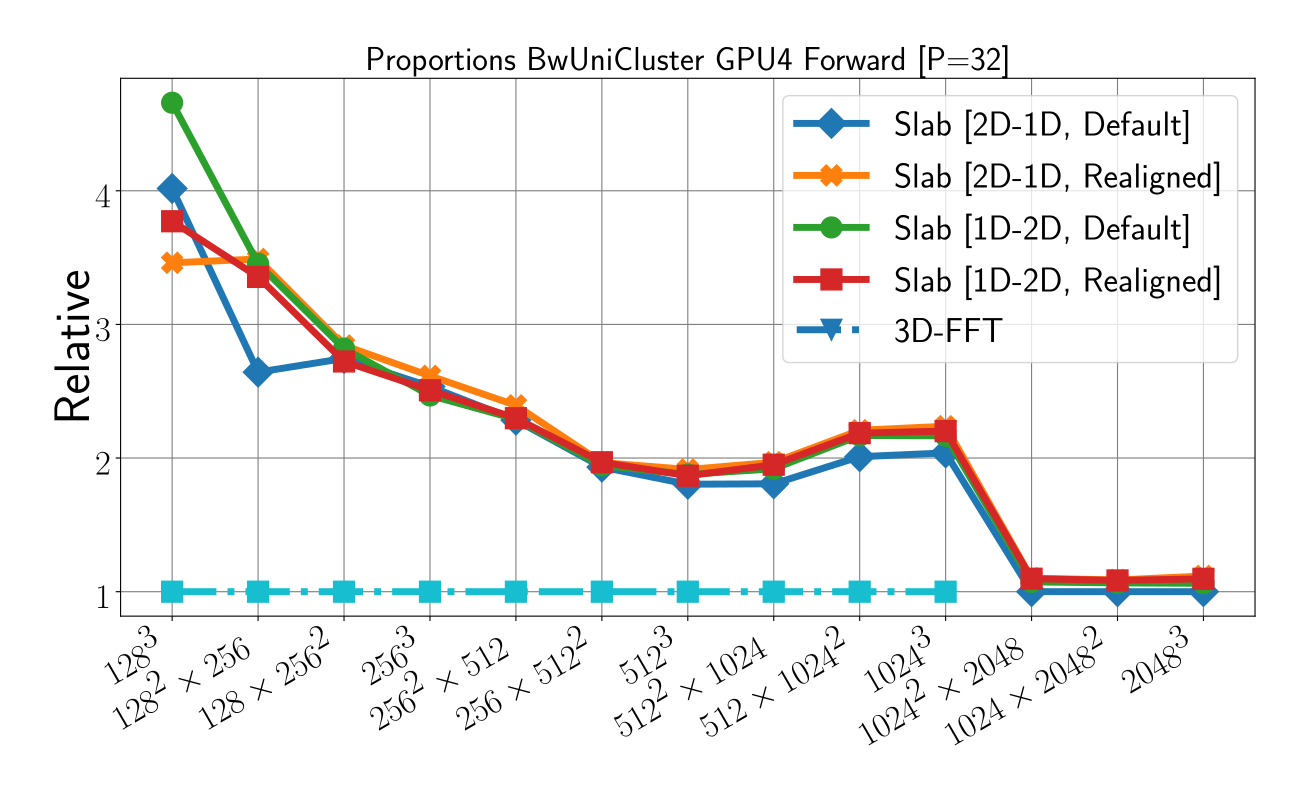 Proportions BwUniCluster GPU4 Forward [P=32]
Slab [2D-1D, Default]
Slab [2D-1D, Realigned]
Slab [1D-2D, Default]
Slab [1D-2D, Realigned]
3D-FFT
Relative
4
3
2
1
128³
128² × 256
128 × 256²
256³
256² × 512
256 × 512²
512³
512² × 1024
512 × 1024²
1024³
1024² × 2048
1024 × 2048²
2048³